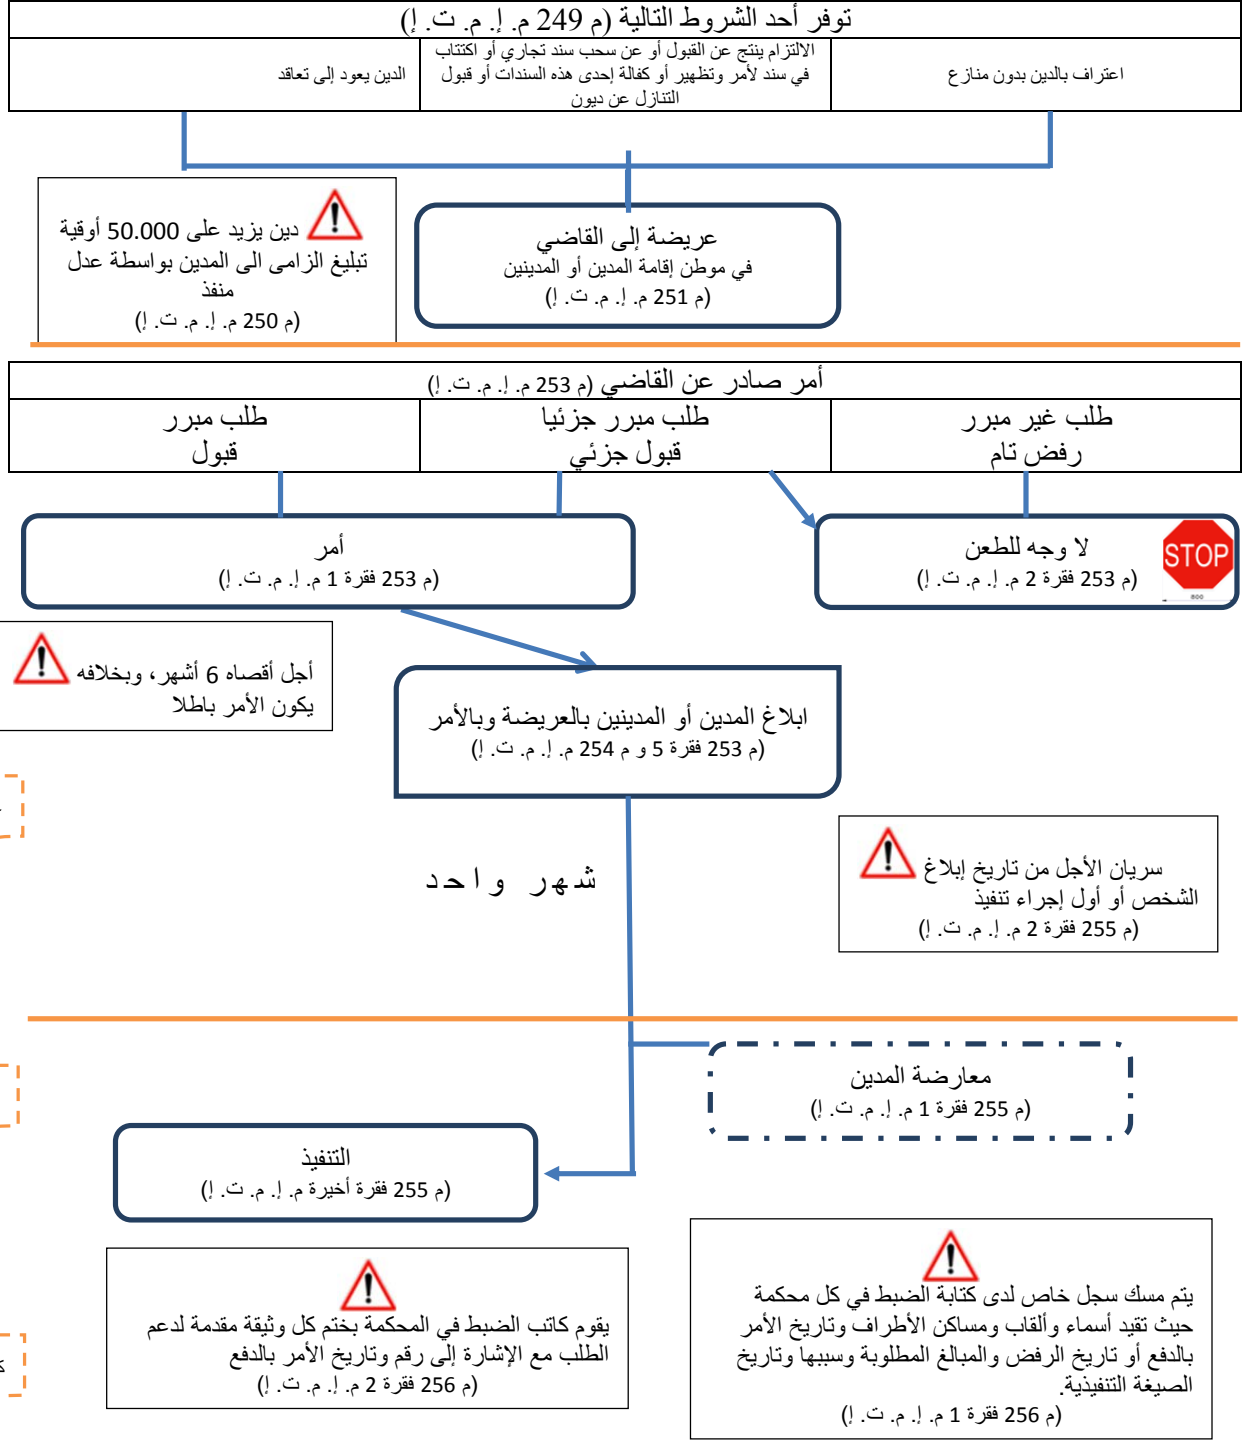 توفر أحد الشروط التالية (م 249 م. إ. م. ت. إ)
اعتراف بالدين بدون منازع
الالتزام ينتج عن القبول أو عن سحب سند تجاري أو اكتتاب
في سند لأمر وتظهير أو كفالة إحدى هذه السندات أو قبول
التنازل عن ديون
الدين يعود إلى تعاقد
عريضة إلى القاضي
في موطن إقامة المدين أو المدينين
(م 251 م. إ. م. ت. إ)
دين يزيد على 50.000 أوقية
تبليغ الزامى الى المدين بواسطة عدل
منفذ
(م 250 م. إ. م. ت. إ)
أمر صادر عن القاضي (م 253 م. إ. م. ت. إ)
طلب غير مبرر
رفض تام
طلب مبرر جزئيا
قبول جزئي
طلب مبرر
قبول
لا وجه للطعن
(م 253 فقرة 2 م. إ. م. ت. إ)
STOP
800
أمر
(م 253 فقرة 1 م. إ. م. ت. إ)
أجل أقصاه 6 أشهر، وبخلافه
يكون الأمر باطلا
ابلاغ المدين أو المدينين بالعريضة وبالأمر
(م 253 فقرة 5 و م 254 م. إ. م. ت. إ)
شهر واحد
سريان الأجل من تاريخ إبلاغ
الشخص أو أول إجراء تنفيذ
(م 255 فقرة 2 م. إ. م. ت. إ)
معارضة المدين
(م 255 فقرة 1 م. إ. م. ت. إ)
التنفيذ
(م 255 فقرة أخيرة م. إ. م. ت. إ)
يتم مسك سجل خاص لدى كتابة الضبط في كل محكمة
حيث تقيد أسماء وألقاب ومساكن الأطراف وتاريخ الأمر
بالدفع أو تاريخ الرفض والمبالغ المطلوبة وسببها وتاريخ
الصيغة التنفيذية.
(م 256 فقرة 1 م. إ. م. ت. إ)
يقوم كاتب الضبط في المحكمة بختم كل وثيقة مقدمة لدعم
الطلب مع الإشارة إلى رقم وتاريخ الأمر بالدفع
(م 256 فقرة 2 م. إ. م. ت. إ)